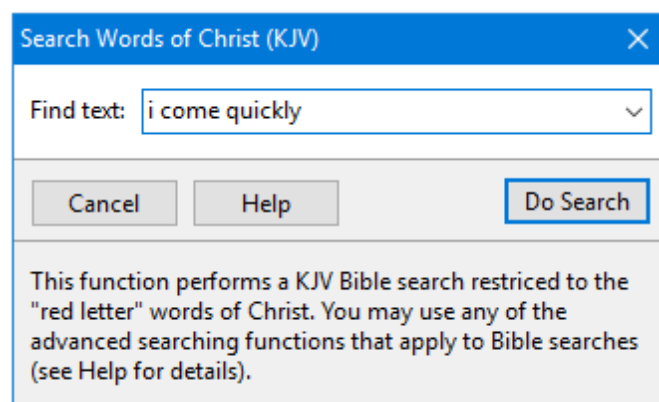 Search Words of Christ (KJV)
Find text: i come quickly
Cancel Help Do Search
This function performs a KJV Bible search restriced to the
"red letter" words of Christ. You may use any of the
advanced searching functions that apply to Bible searches
(see Help for details).